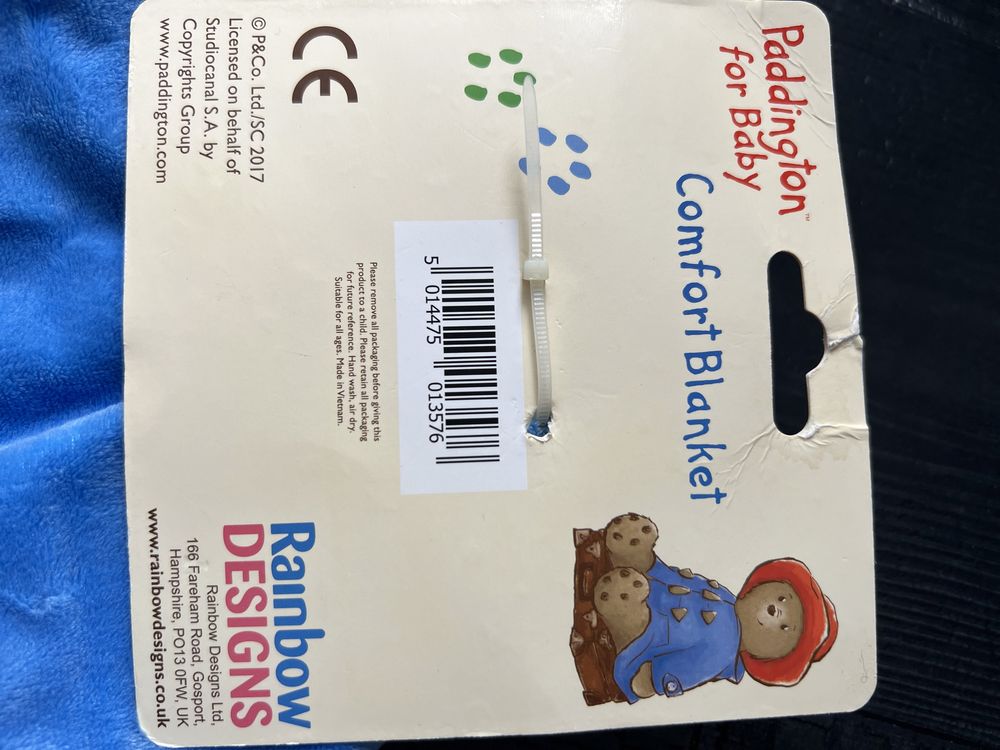 Paddington™
for Baby
Comfort Blanket
5 014475 013576
Please remove all packaging before giving this
product to a child. Please retain all packaging
for future reference. Hand wash, air dry.
Suitable for all ages. Made in Vietnam.
CE
© P&Co. Ltd./SC 2017
Licensed on behalf of
Studiocanal S.A. by
Copyrights Group
www.paddington.com
Rainbow
DESIGNS
Rainbow Designs Ltd,
166 Fareham Road, Gosport,
Hampshire, PO13 0FW, UK
www.rainbowdesigns.co.uk